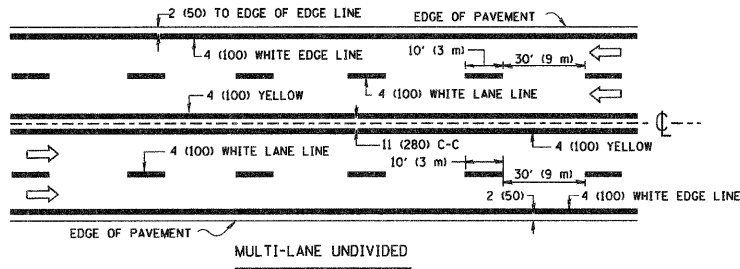 2 (50) TO EDGE OF EDGE LINE
EDGE OF PAVEMENT
4 (100) WHITE EDGE LINE
10' (3 m)
30' (9 m)
4 (100) YELLOW
4 (100) WHITE LANE LINE
CL
4 (100) WHITE LANE LINE
11 (280) C-C
4 (100) YELLOW
10' (3 m)
30' (9 m)
2 (50)
4 (100) WHITE EDGE LINE
EDGE OF PAVEMENT
MULTI-LANE UNDIVIDED